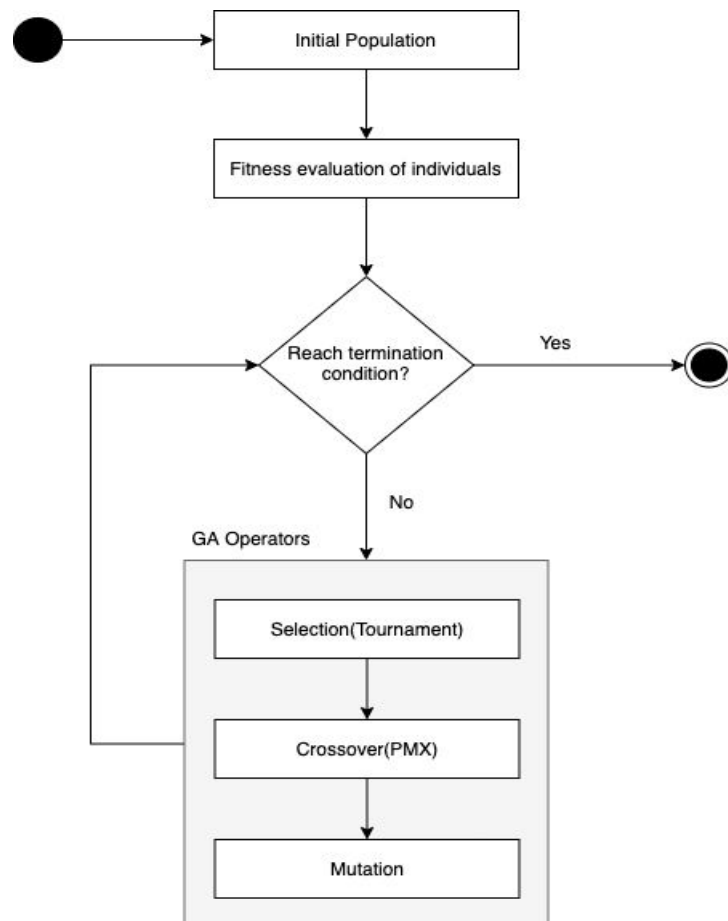 Initial Population
Fitness evaluation of individuals
Reach termination
condition?
Yes
No
GA Operators
Selection(Tournament)
Crossover(PMX)
Mutation